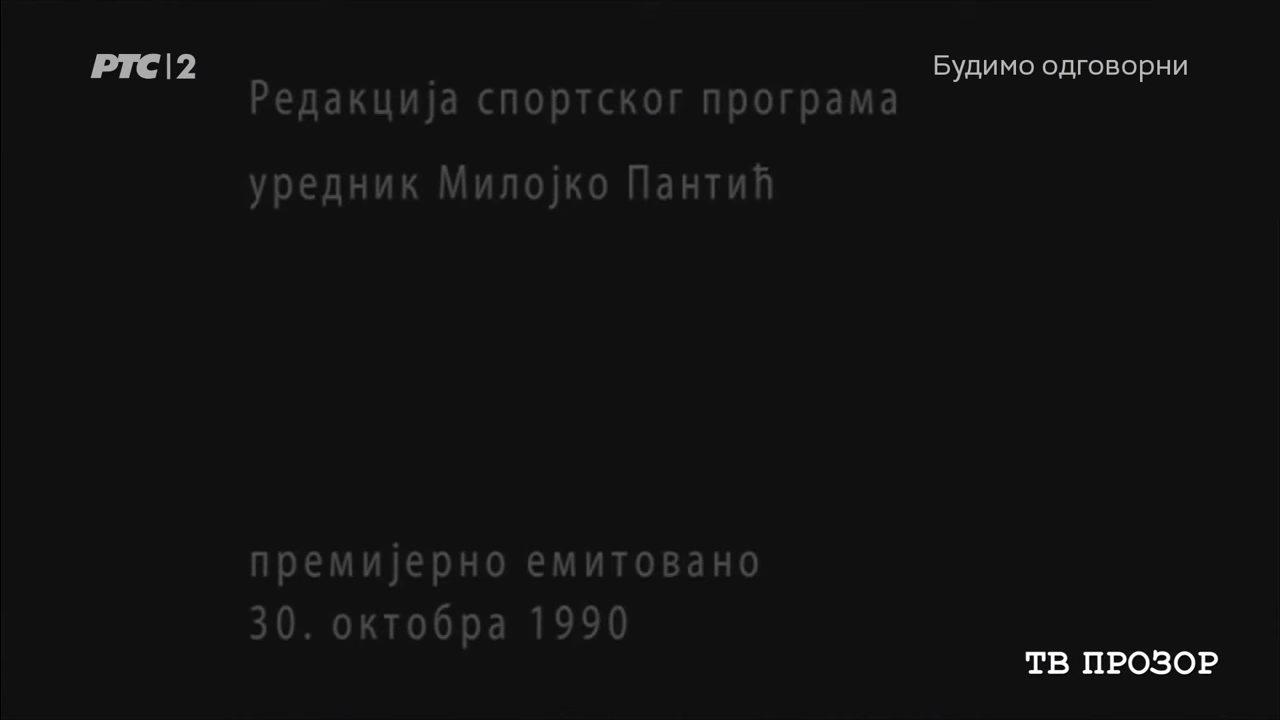 РТС|2
Будимо одговорни
Редакција спортског програма
уредник Милојко Пантић
премијерно емитовано
30. октобра 1990
ТВ ПРОЗОР